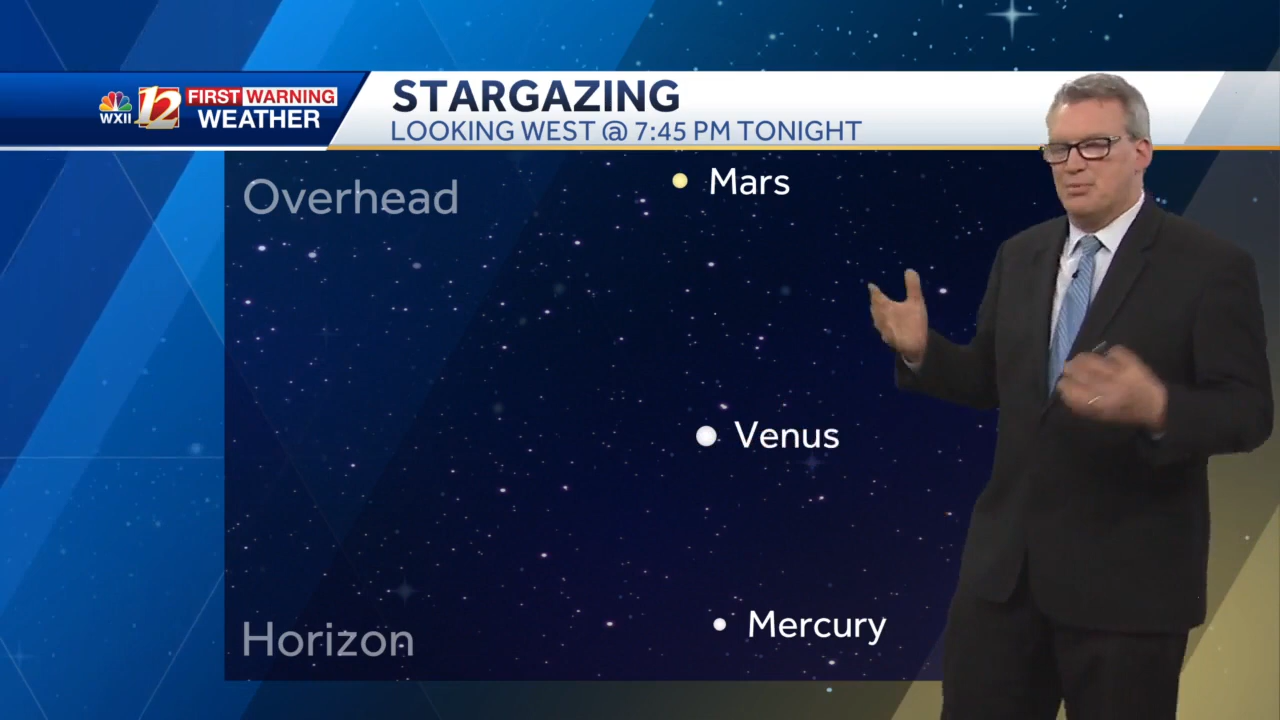 WXII 12 FIRST WARNING
WEATHER
STARGAZING
LOOKING WEST @ 7:45 PM TONIGHT
Overhead
Mars
Venus
Horizon
Mercury